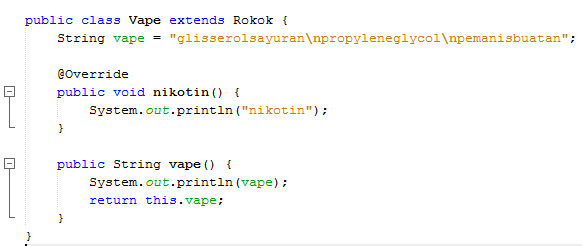 public class Vape extends Rokok {
String vape = "glisserolsayuran\npropyleneglycol\npemanisbuatan";
@Override
public void nikotin() {
System.out.println("nikotin");
}
public String vape() {
System.out.println(vape);
return this.vape;
}
}